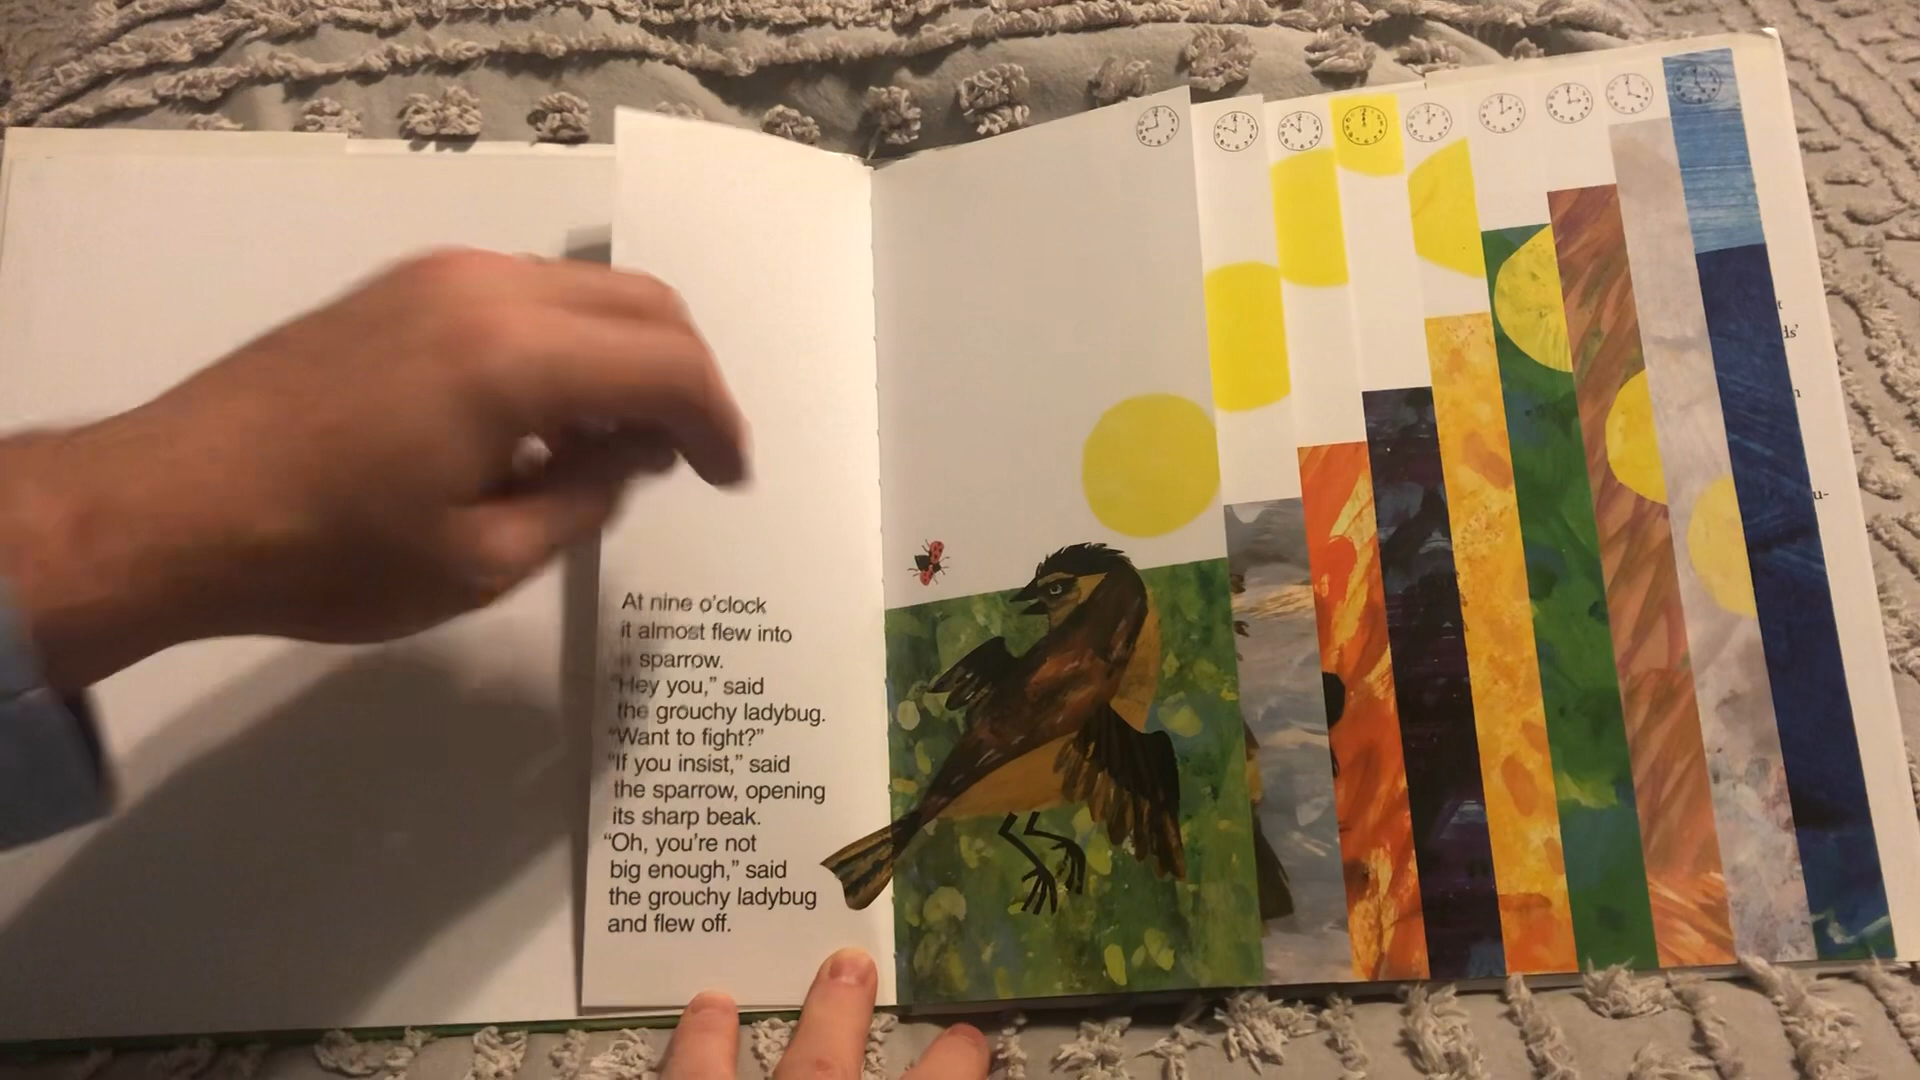 At nine o'clock
it almost flew into
sparrow.
"Hey you," said
the grouchy ladybug.
"Want to fight?"
"If you insist," said
the sparrow, opening
its sharp beak.
"Oh, you're not
big enough," said
the grouchy ladybug
and flew off.